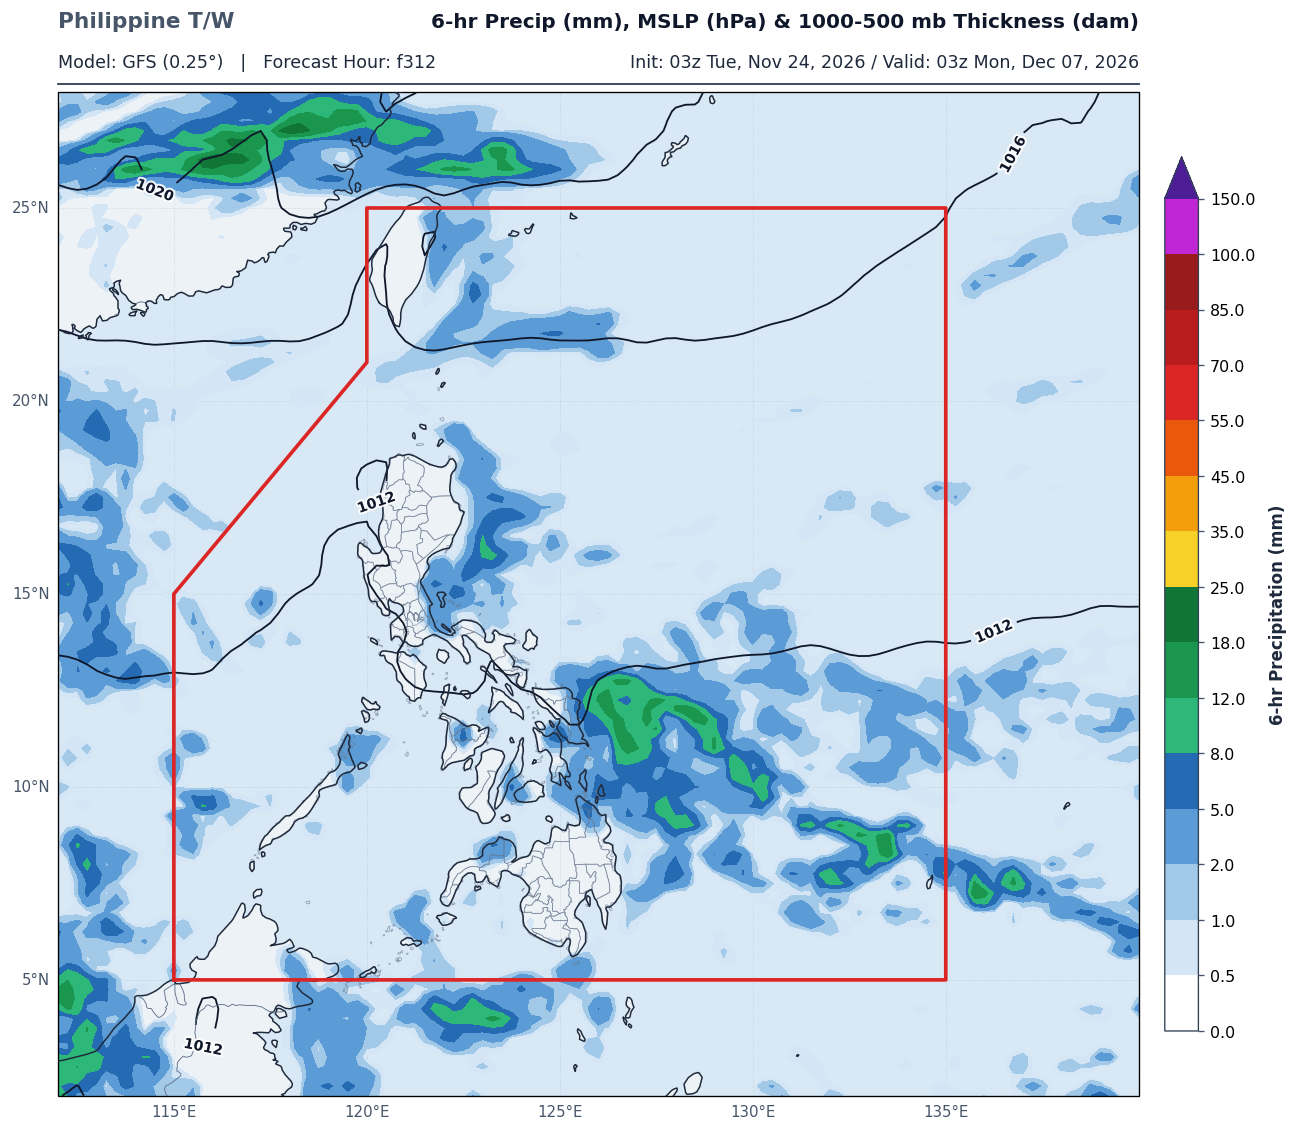 Philippine T/W
6-hr Precip (mm), MSLP (hPa) & 1000-500 mb Thickness (dam)
Model: GFS (0.25°) | Forecast Hour: f312
Init: 03z Tue, Nov 24, 2026 / Valid: 03z Mon, Dec 07, 2026
1016
1020
25°N
20°N
1012
15°N
1012
10°N
5°N
1012
115°E
120°E
125°E
130°E
135°E
150.0
100.0
85.0
70.0
55.0
45.0
35.0
25.0
18.0
12.0
8.0
5.0
2.0
1.0
0.5
0.0
6-hr Precipitation (mm)